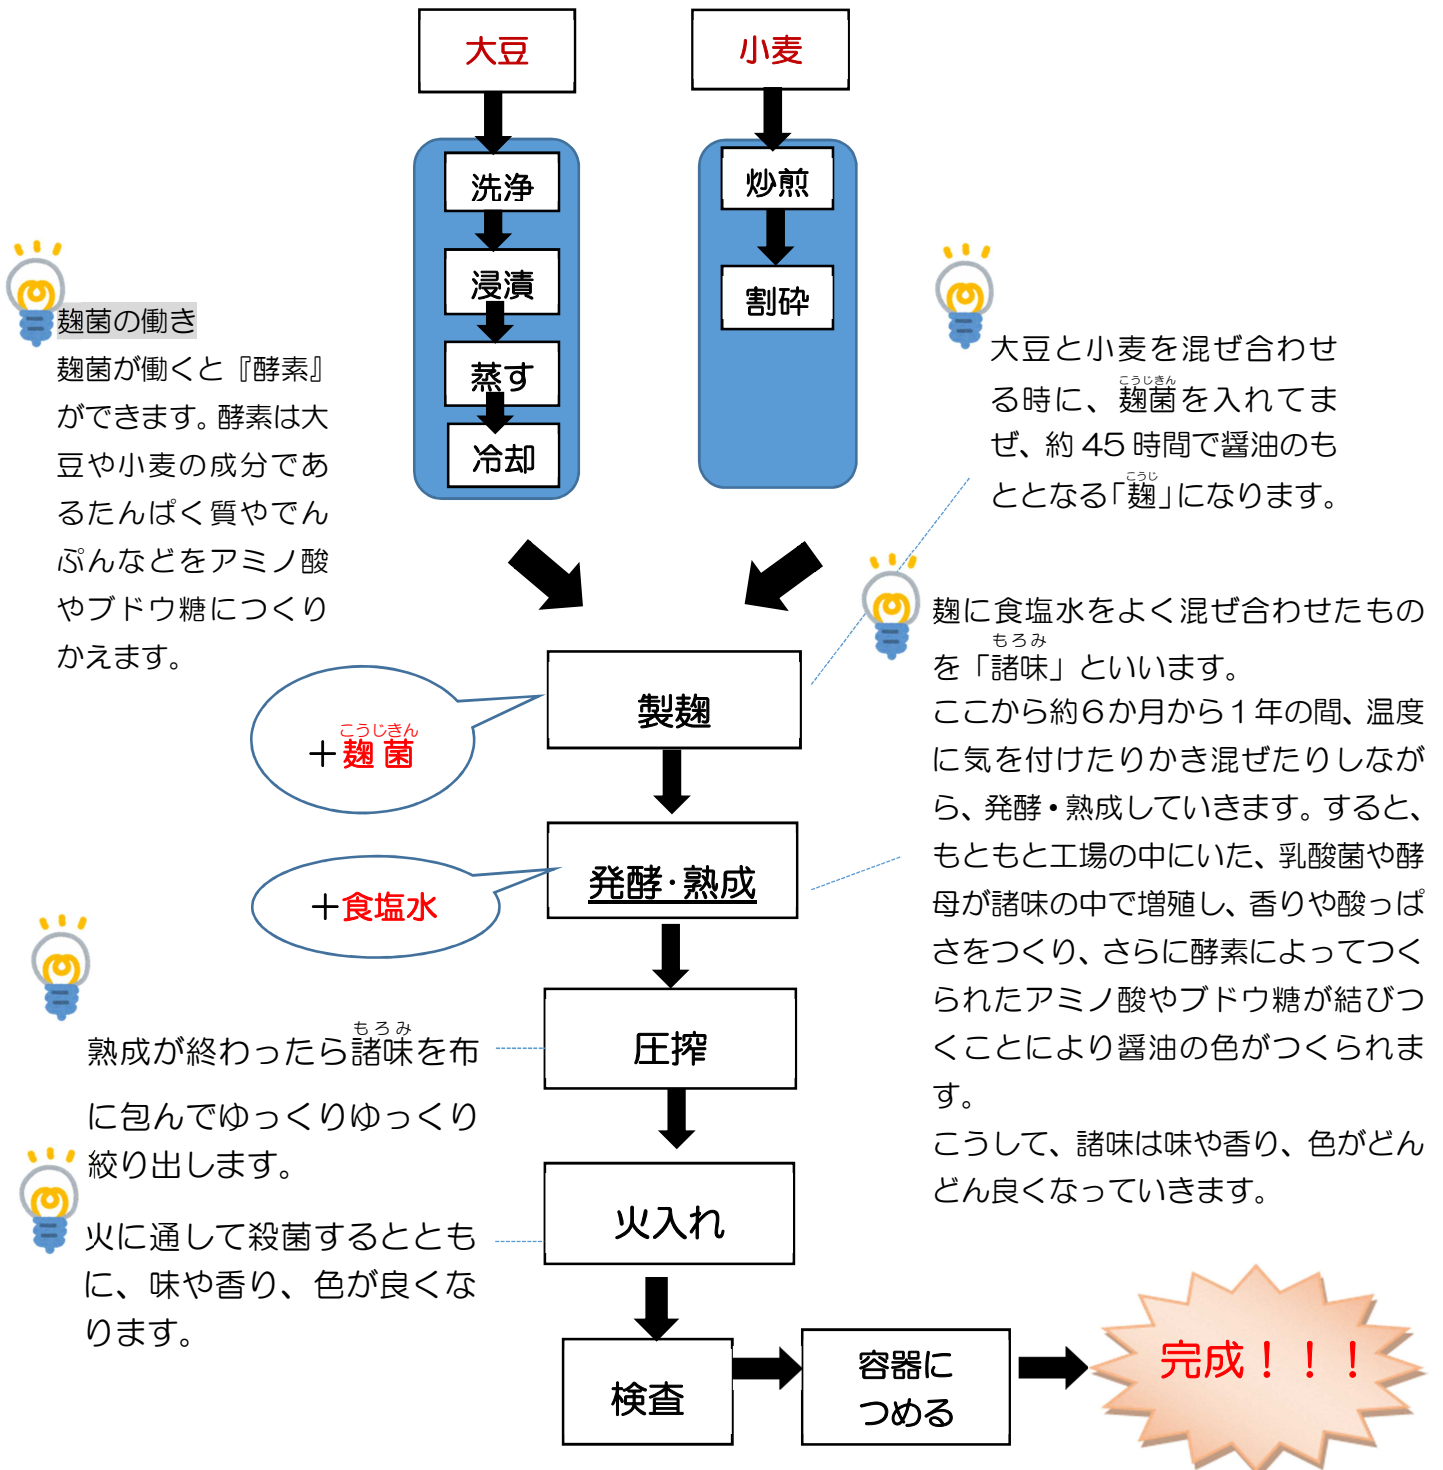 大豆
小麦
洗浄
浸漬
蒸す
冷却
炒煎
割砕
麹菌の働き
麹菌が働くと『酵素』
ができます。酵素は大
豆や小麦の成分であ
るたんぱく質やでん
ぷんなどをアミノ酸
やブドウ糖につくり
かえます。
大豆と小麦を混ぜ合わせ
こうじきん
る時に、麹菌を入れてま
ぜ、約45時間で醤油のも
こうじ
ととなる「麹」になります。
製麹
こうじきん
+麹菌
麹に食塩水をよく混ぜ合わせたもの
もろみ
を「諸味」といいます。
ここから約6か月から1年の間、温度
に気を付けたりかき混ぜたりしなが
ら、発酵・熟成していきます。すると、
もともと工場の中にいた、乳酸菌や酵
母が諸味の中で増殖し、香りや酸っぱ
さをつくり、さらに酵素によってつく
られたアミノ酸やブドウ糖が結びつ
くことにより醤油の色がつくられま
す。
こうして、諸味は味や香り、色がどん
どん良くなっていきます。
発酵・熟成
+食塩水
圧搾
もろみ
熟成が終わったら諸味を布
に包んでゆっくりゆっくり
絞り出します。
火入れ
火に通して殺菌するととも
に、味や香り、色が良くな
ります。
検査
容器に
つめる
完成！！！